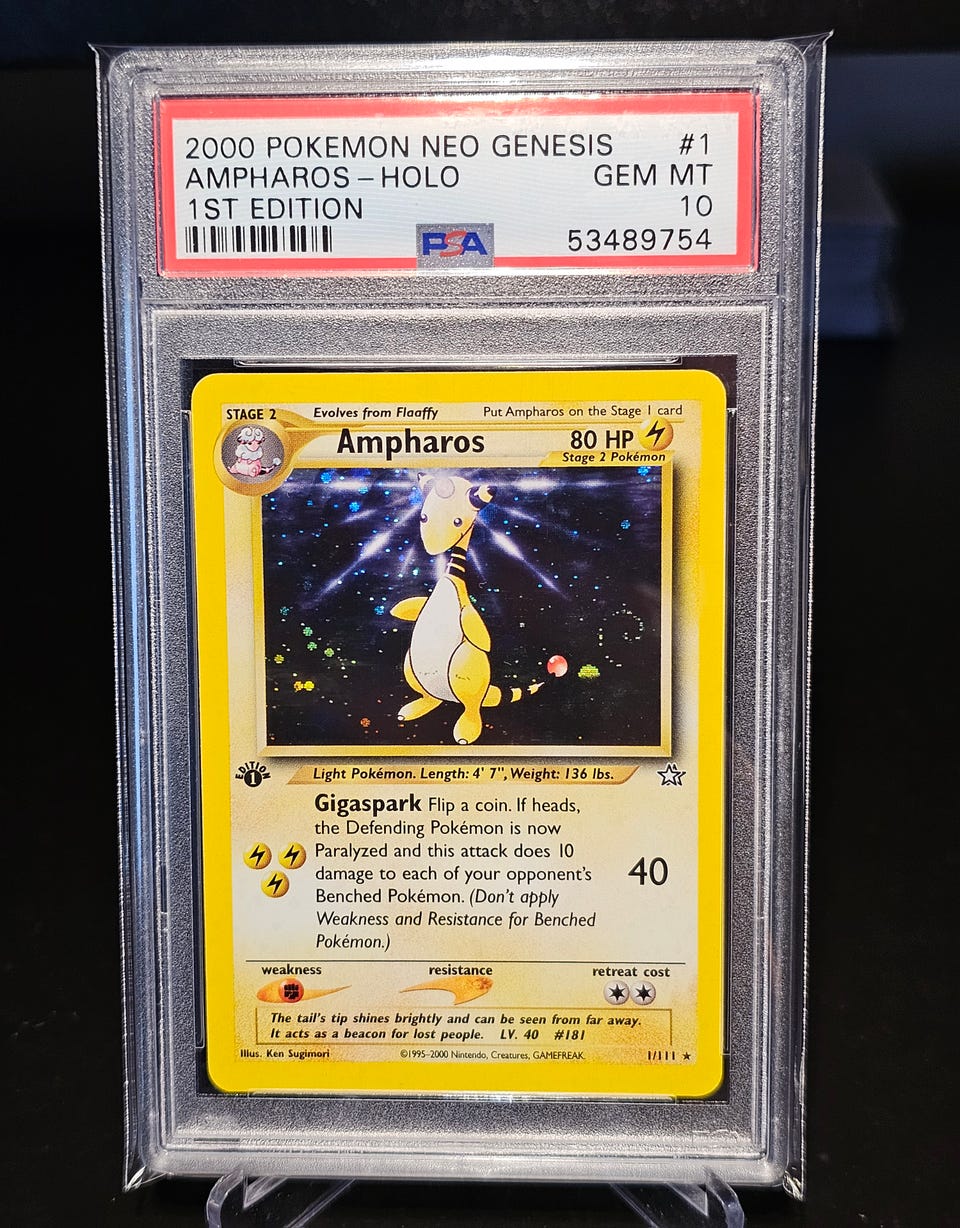 2000 POKEMON NEO GENESIS #1
AMPHAROS – HOLO GEM MT
1ST EDITION 10
PSA 53489754
STAGE 2 Evolves from Flaaffy Put Ampharos on the Stage 1 card
Ampharos 80 HP
Stage 2 Pokémon
EDITION
1
Light Pokémon. Length: 4' 7", Weight: 136 lbs.
Gigaspark Flip a coin. If heads,
the Defending Pokémon is now
Paralyzed and this attack does 10
damage to each of your opponent's
Benched Pokémon. (Don't apply
Weakness and Resistance for Benched
Pokémon.)
40
weakness resistance retreat cost
The tail's tip shines brightly and can be seen from far away.
It acts as a beacon for lost people. LV. 40 #181
Illus. Ken Sugimori ©1995–2000 Nintendo, Creatures, GAMEFREAK. 1/111 ★